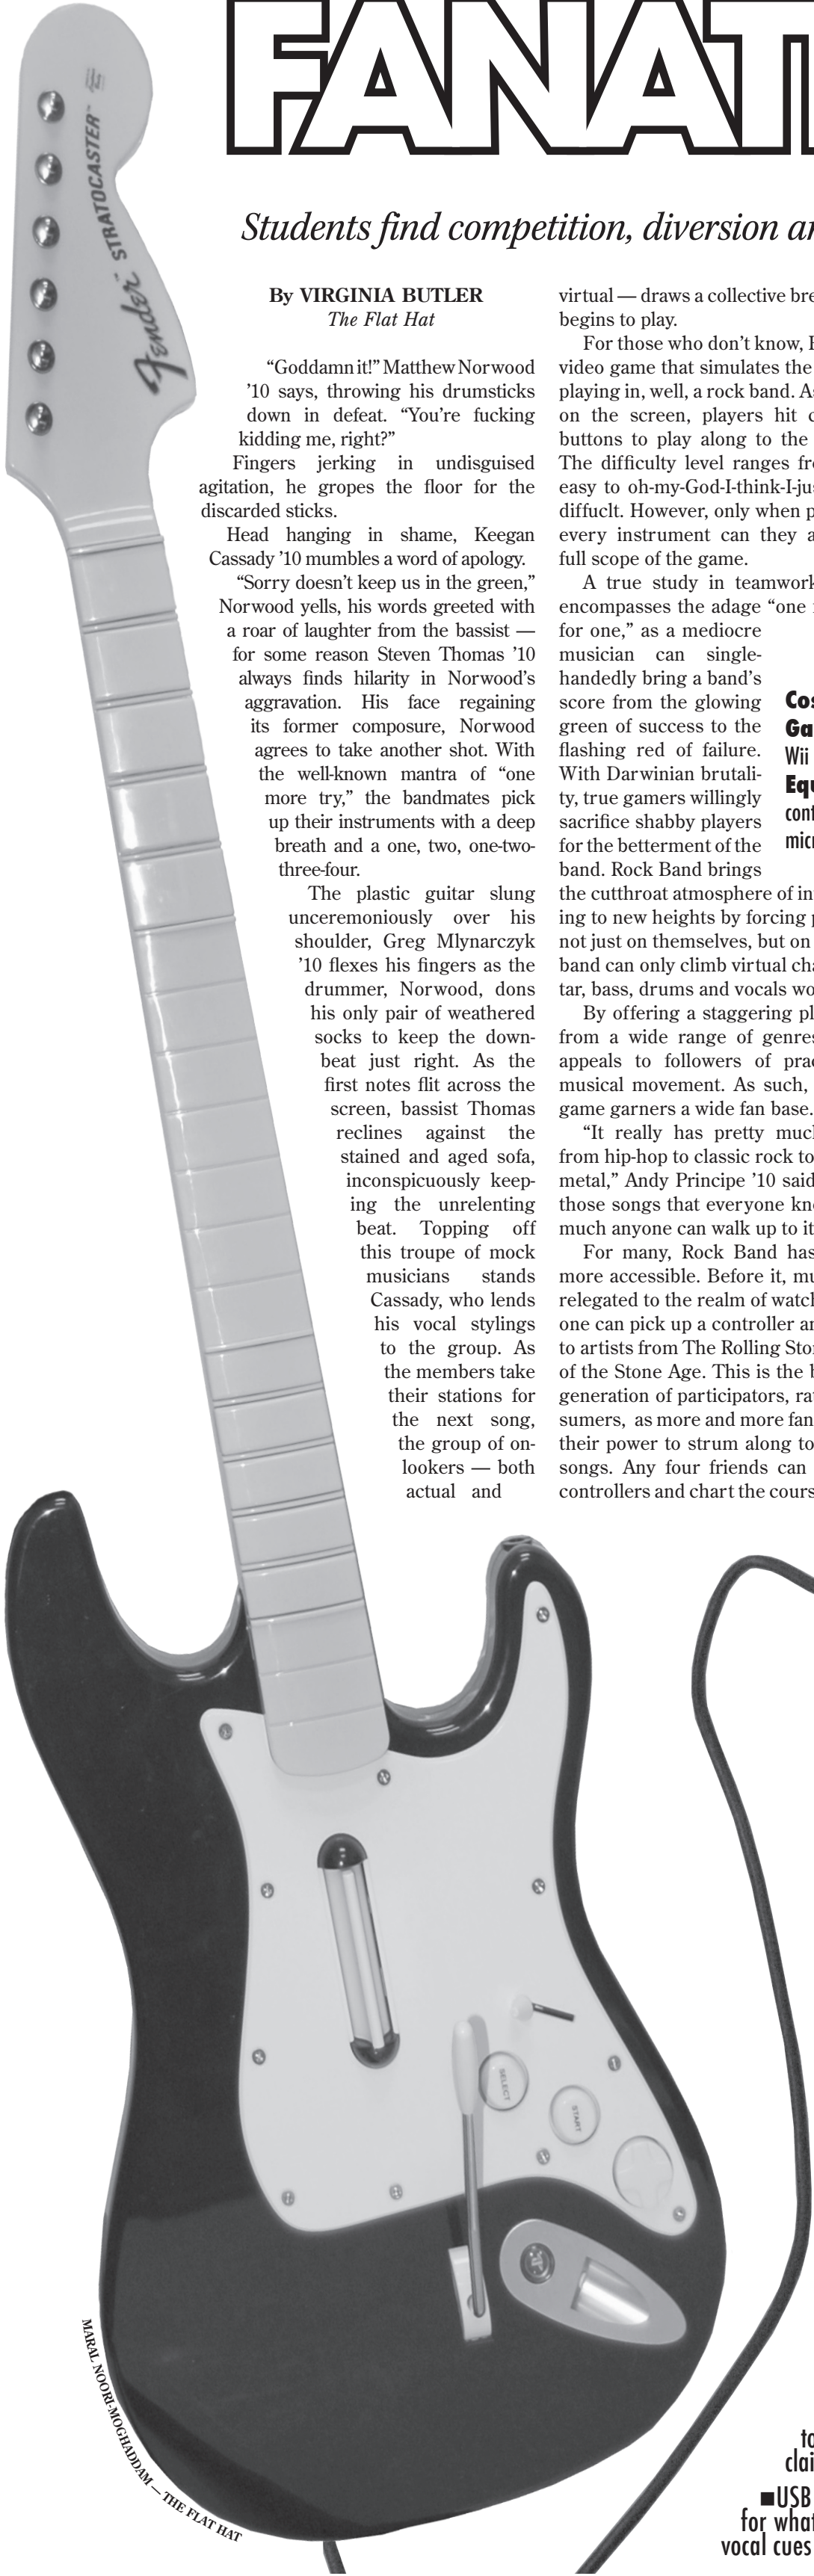 FANAT
Students find competition, diversion
By VIRGINIA BUTLER
The Flat Hat
“Goddamn it!” Matthew Norwood
’10 says, throwing his drumsticks
down in defeat. “You’re fucking
kidding me, right?”
Fingers jerking in undisguised
agitation, he gropes the floor for the
discarded sticks.
Head hanging in shame, Keegan
Cassady ’10 mumbles a word of apology.
“Sorry doesn’t keep us in the green,”
Norwood yells, his words greeted with
a roar of laughter from the bassist —
for some reason Steven Thomas ’10
always finds hilarity in Norwood’s
aggravation. His face regaining
its former composure, Norwood
agrees to take another shot. With
the well-known mantra of “one
more try,” the bandmates pick
up their instruments with a deep
breath and a one, two, one-two-
three-four.
The plastic guitar slung
unceremoniously over his
shoulder, Greg Mlynarczyk
’10 flexes his fingers as the
drummer, Norwood, dons
his only pair of weathered
socks to keep the down-
beat just right. As the
first notes flit across the
screen, bassist Thomas
reclines against the
stained and aged sofa,
inconspicuously keep-
ing the unrelenting
beat. Topping off
this troupe of mock
musicians stands
Cassady, who lends
his vocal stylings
to the group. As
the members take
their stations for
the next song,
the group of on-
lookers — both
actual and
virtual — draws a collective bre
begins to play.
For those who don’t know,
video game that simulates the
playing in, well, a rock band. As
on the screen, players hit c
buttons to play along to the
The difficulty level ranges fr
easy to oh-my-God-I-think-I-jus
diffuclt. However, only when p
every instrument can they a
full scope of the game.
A true study in teamwork
encompasses the adage “one
for one,” as a mediocre
musician can single-
handedly bring a band’s
score from the glowing
green of success to the
flashing red of failure.
With Darwinian brutali-
ty, true gamers willingly
sacrifice shabby players
for the betterment of the
band. Rock Band brings
the cutthroat atmosphere of in
ing to new heights by forcing p
not just on themselves, but on
band can only climb virtual cha
tar, bass, drums and vocals wo
By offering a staggering pl
from a wide range of genres
appeals to followers of prac
musical movement. As such,
game garners a wide fan base.
“It really has pretty muc
from hip-hop to classic rock to
metal,” Andy Principe ’10 said
those songs that everyone kn
much anyone can walk up to it
For many, Rock Band has
more accessible. Before it, mu
relegated to the realm of watch
one can pick up a controller an
to artists from The Rolling Sto
of the Stone Age. This is the b
generation of participators, ra
sumers, as more and more fan
their power to strum along to
songs. Any four friends can
controllers and chart the cours
Cos
Ga
Wii
Equ
cont
micr
Fender STRATOCASTER
SELECT
START
MARAL NOORI-MOGHADDAM — THE FLAT HAT
to
clai
■USB
for what
vocal cues